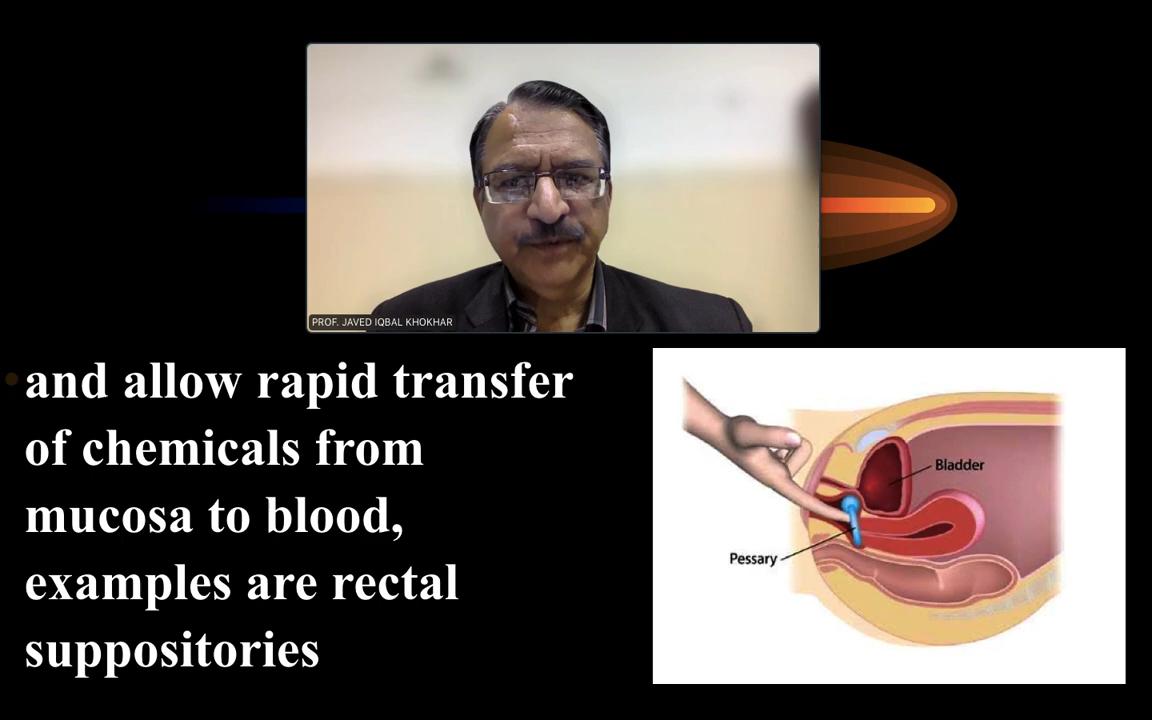 PROF. JAVED IQBAL KHOKHAR
and allow rapid transfer
of chemicals from
mucosa to blood,
examples are rectal
suppositories
Bladder
Pessary